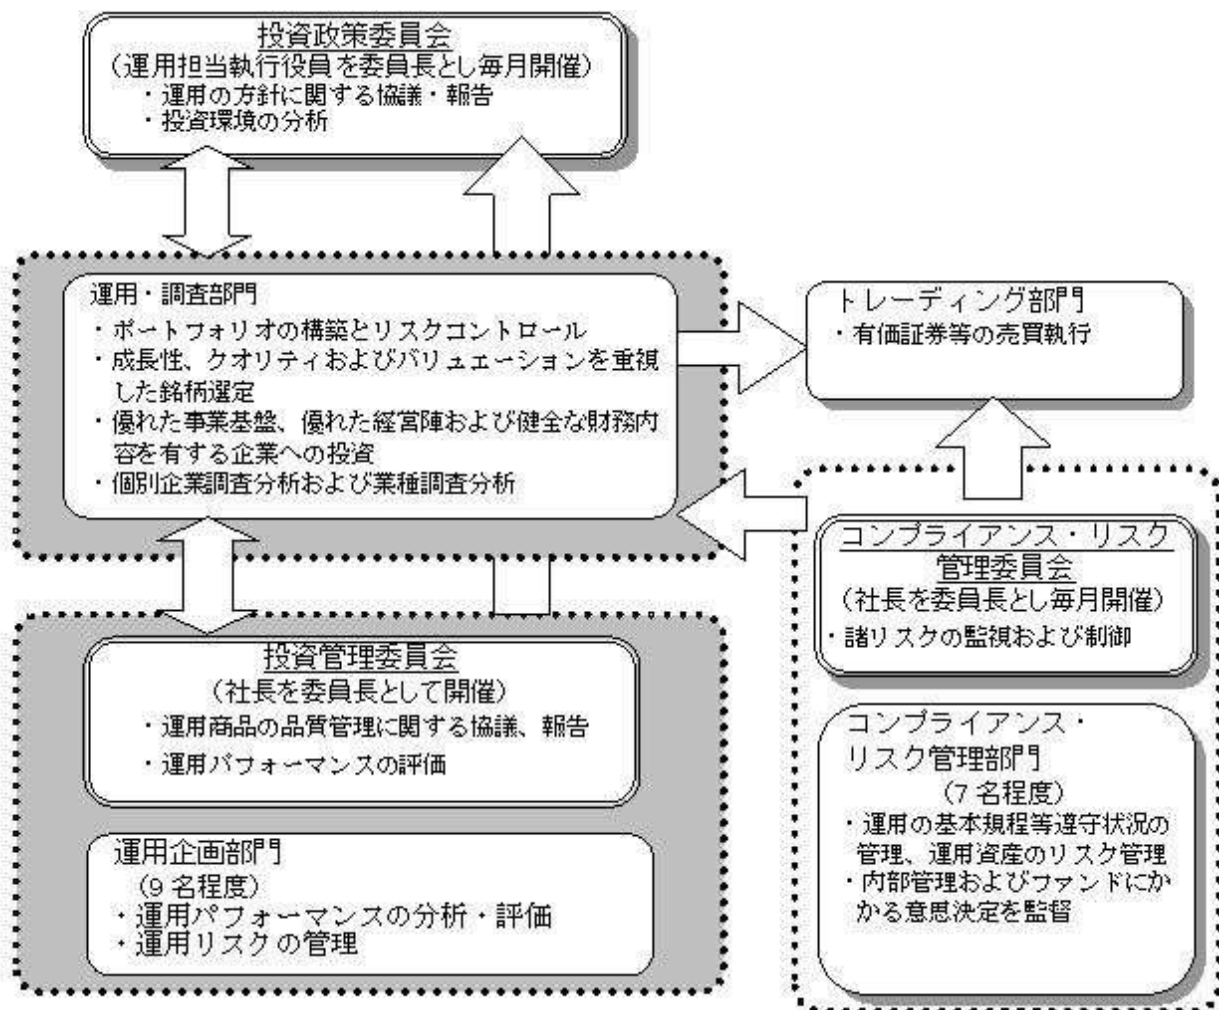 投資政策委員会
（運用担当執行役員を委員長とし毎月開催）
・運用の方針に関する協議・報告
・投資環境の分析
運用・調査部門
・ポートフォリオの構築とリスクコントロール
・成長性、クオリティおよびバリュエーションを重視
した銘柄選定
・優れた事業基盤、優れた経営陣および健全な財務内
容を有する企業への投資
・個別企業調査分析および業種調査分析
トレーディング部門
・有価証券等の売買執行
投資管理委員会
（社長を委員長として開催）
・運用商品の品質管理に関する協議、報告
・運用パフォーマンスの評価
運用企画部門
（9名程度）
・運用パフォーマンスの分析・評価
・運用リスクの管理
コンプライアンス・リスク
管理委員会
（社長を委員長とし毎月開催）
・諸リスクの監視および制御
コンプライアンス・
リスク管理部門
（7名程度）
・運用の基本規程等遵守状況の
管理、運用資産のリスク管理
・内部管理およびファンドにか
かる意思決定を監督